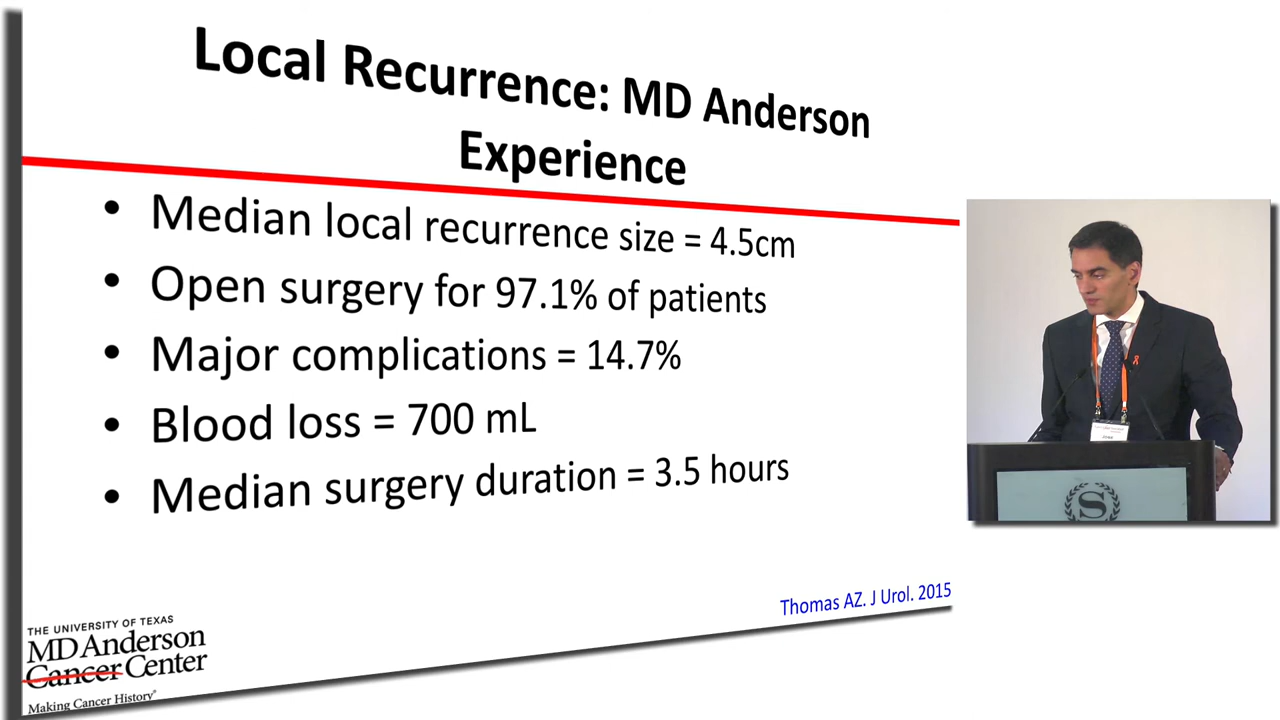 Local Recurrence: MD Anderson
Experience
• Median local recurrence size = 4.5cm
• Open surgery for 97.1% of patients
• Major complications = 14.7%
• Blood loss = 700 mL
• Median surgery duration = 3.5 hours
Thomas AZ. J Urol. 2015
THE UNIVERSITY OF TEXAS
MD Anderson
Cancer Center
Making Cancer History®
S